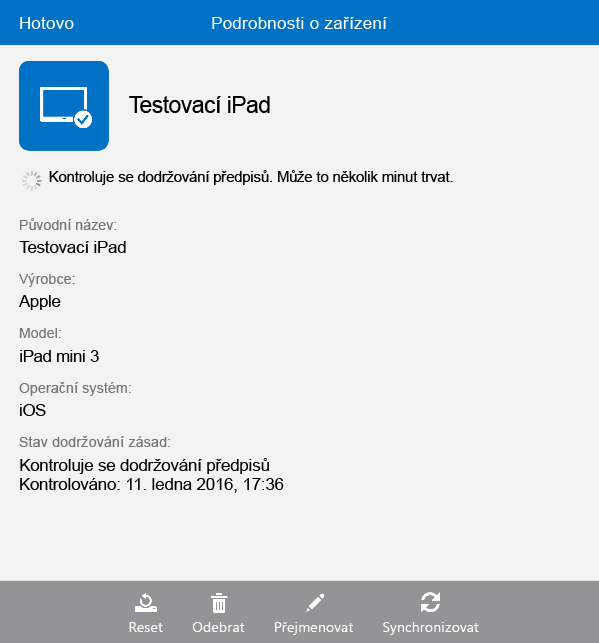 Hotovo
Podrobnosti o zařízení
Testovací iPad
Kontroluje se dodržování předpisů. Může to několik minut trvat.
Původní název:
Testovací iPad
Výrobce:
Apple
Model:
iPad mini 3
Operační systém:
iOS
Stav dodržování zásad:
Kontroluje se dodržování předpisů
Kontrolováno: 11. ledna 2016, 17:36
Reset
Odebrat
Přejmenovat
Synchronizovat